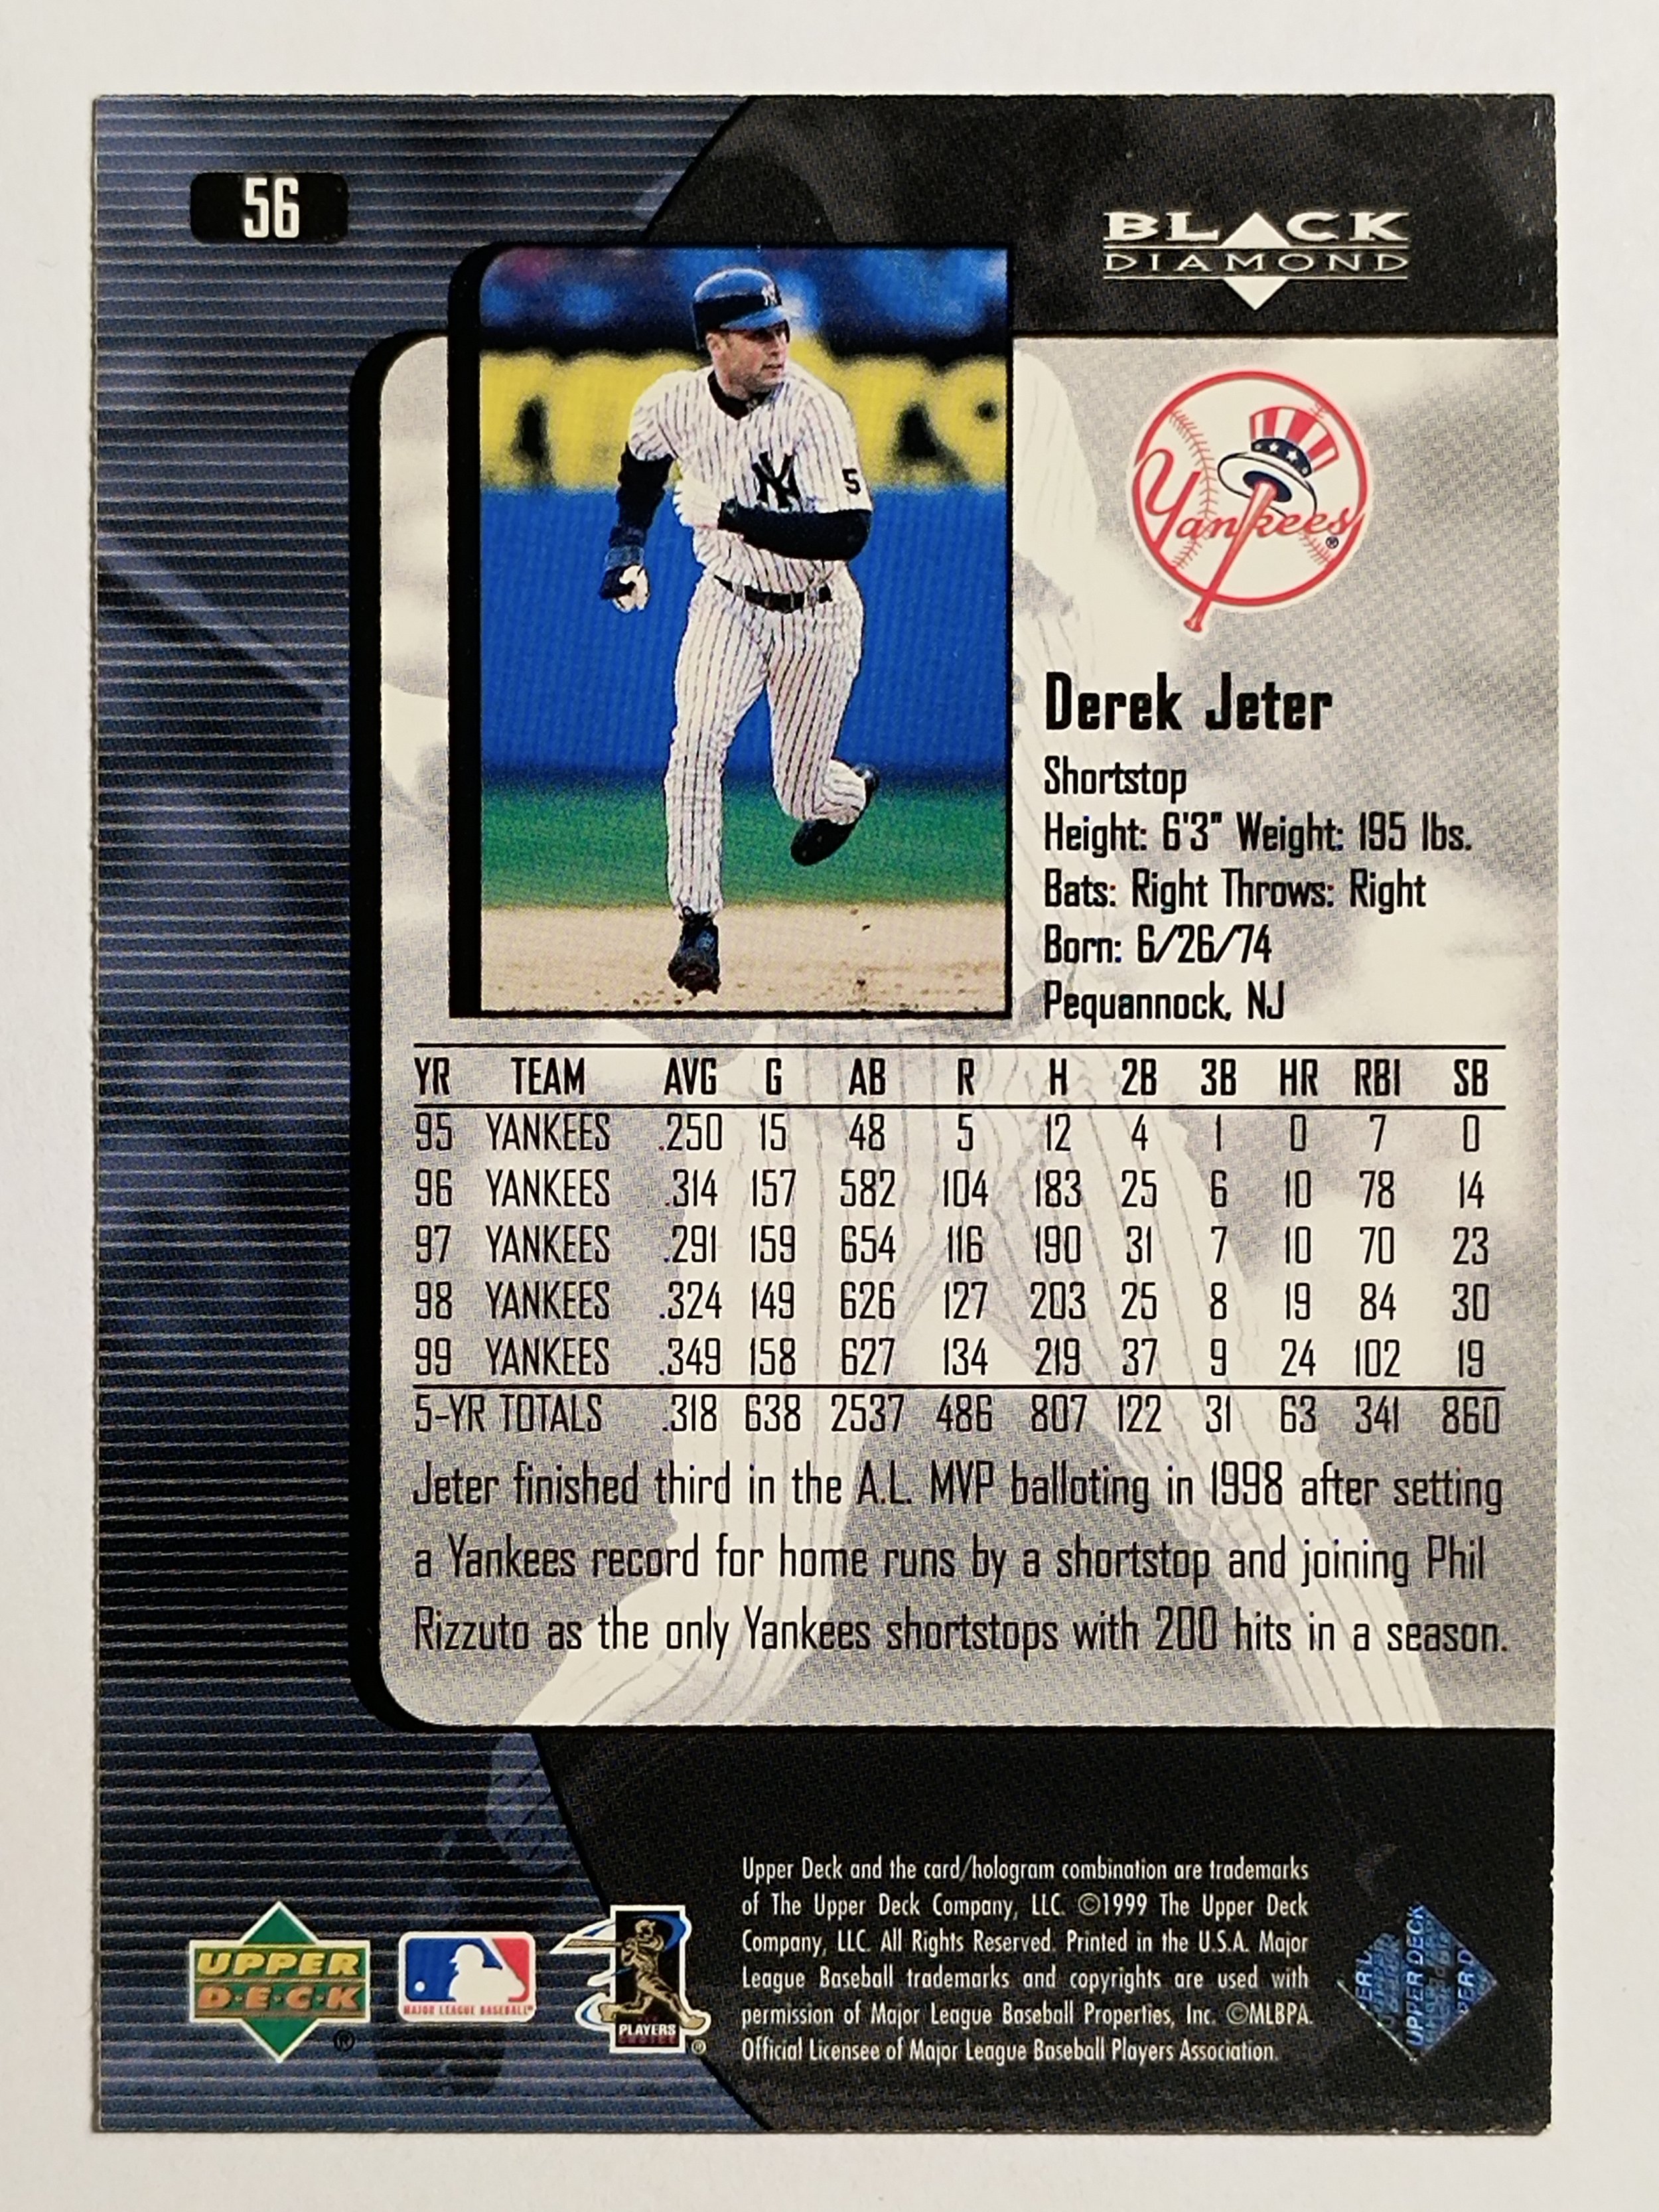 56
BLACK
DIAMOND
NY
NY
5
Yankees®
Derek Jeter
Shortstop
Height: 6'3" Weight: 195 lbs.
Bats: Right Throws: Right
Born: 6/26/74
Pequannock, NJ
YR TEAM AVG G AB R H 2B 3B HR RBI SB
95 YANKEES .250 15 48 5 12 4 1 0 7 0
96 YANKEES .314 157 582 104 183 25 6 10 78 14
97 YANKEES .291 159 654 116 190 31 7 10 70 23
98 YANKEES .324 149 626 127 203 25 8 19 84 30
99 YANKEES .349 158 627 134 219 37 9 24 102 19
5-YR TOTALS .318 638 2537 486 807 122 31 63 341 860
Jeter finished third in the A.L. MVP balloting in 1998 after setting
a Yankees record for home runs by a shortstop and joining Phil
Rizzuto as the only Yankees shortstops with 200 hits in a season.
Upper Deck and the card/hologram combination are trademarks
of The Upper Deck Company, LLC. ©1999 The Upper Deck
Company, LLC. All Rights Reserved. Printed in the U.S.A. Major
League Baseball trademarks and copyrights are used with
permission of Major League Baseball Properties, Inc. ©MLBPA.
Official Licensee of Major League Baseball Players Association.
UPPER
D·E·C·K
®
MAJOR LEAGUE BASEBALL®
PLAYERS
CHOICE
®
UPPER DECK